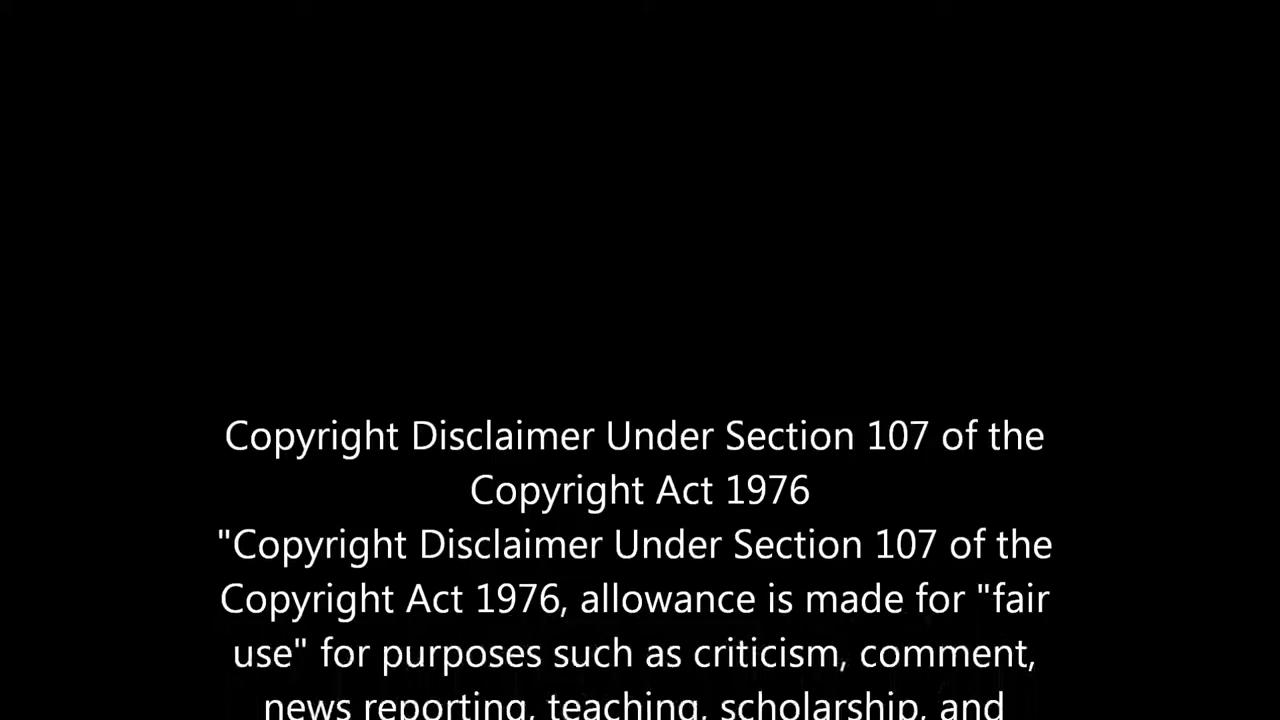 Copyright Disclaimer Under Section 107 of the
Copyright Act 1976
"Copyright Disclaimer Under Section 107 of the
Copyright Act 1976, allowance is made for "fair
use" for purposes such as criticism, comment,
news reporting, teaching, scholarship, and